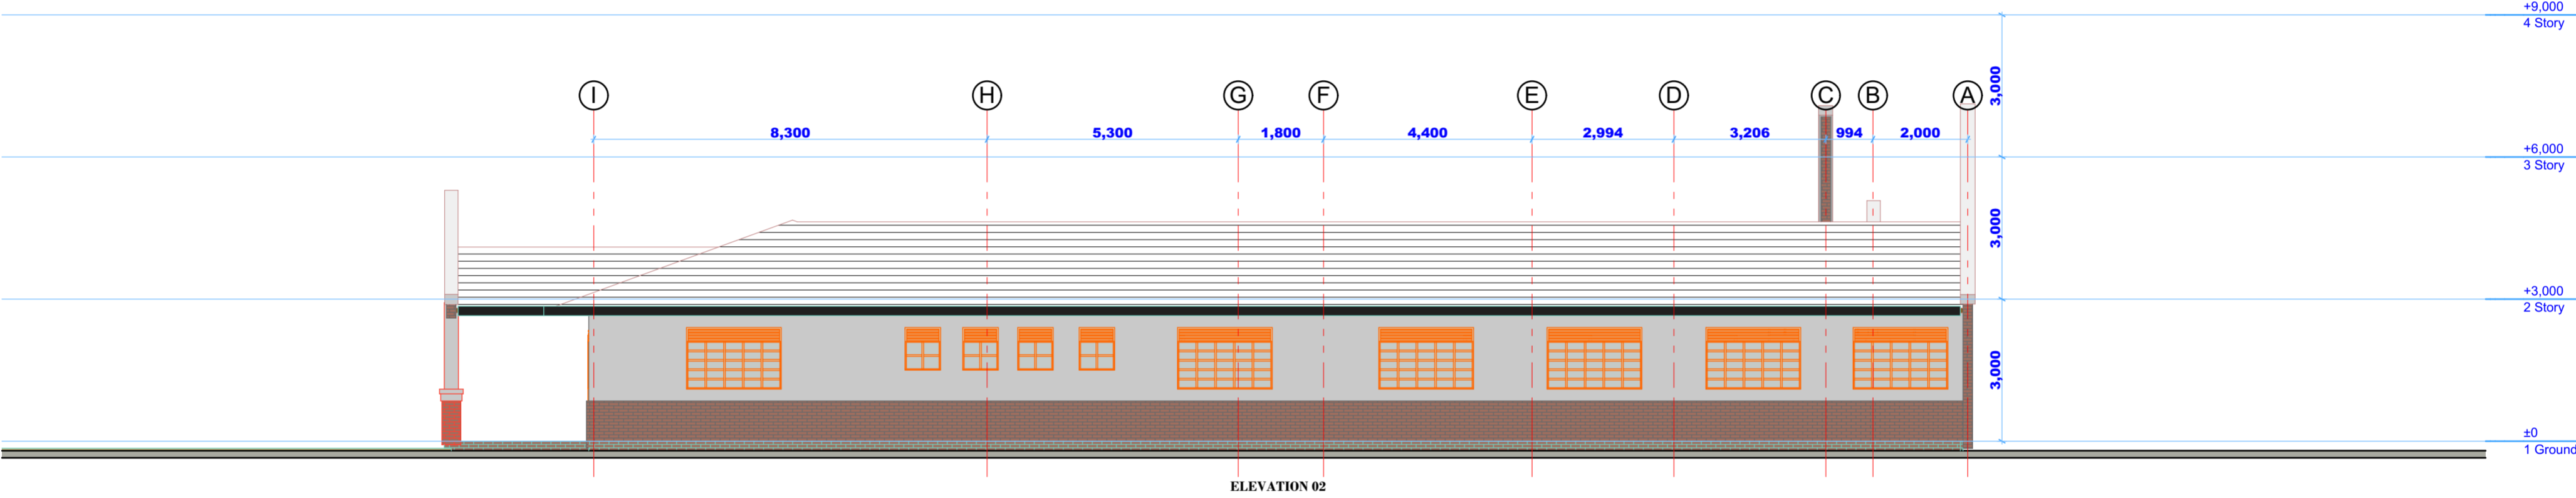 +9,000
4 Story
I H G F E D C B A
3,000
8,300 5,300 1,800 4,400 2,994 3,206 994 2,000
+6,000
3 Story
3,000
+3,000
2 Story
3,000
±0
1 Ground
ELEVATION 02